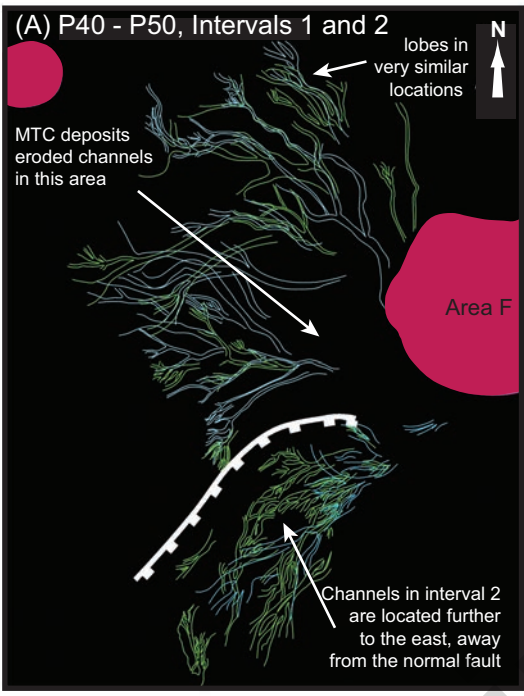 (A) P40 - P50, Intervals 1 and 2
N
lobes in
very similar
locations
MTC deposits
eroded channels
in this area
Area F
Channels in interval 2
are located further
to the east, away
from the normal fault